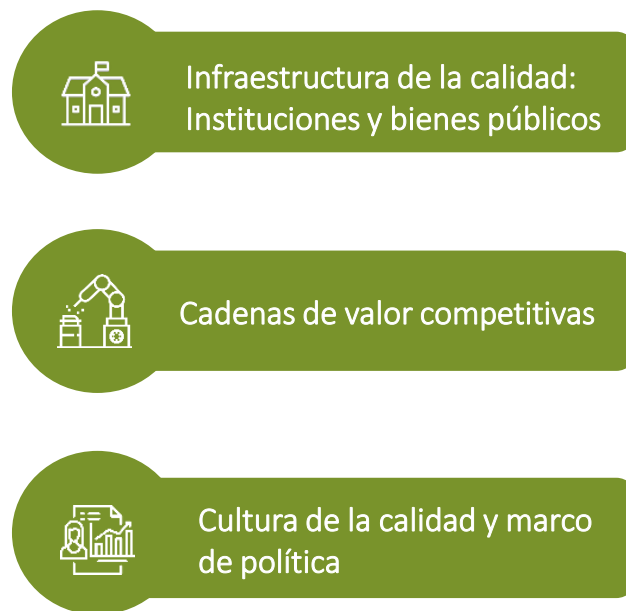 Infraestructura de la calidad:
Instituciones y bienes públicos
Cadenas de valor competitivas
Cultura de la calidad y marco
de política